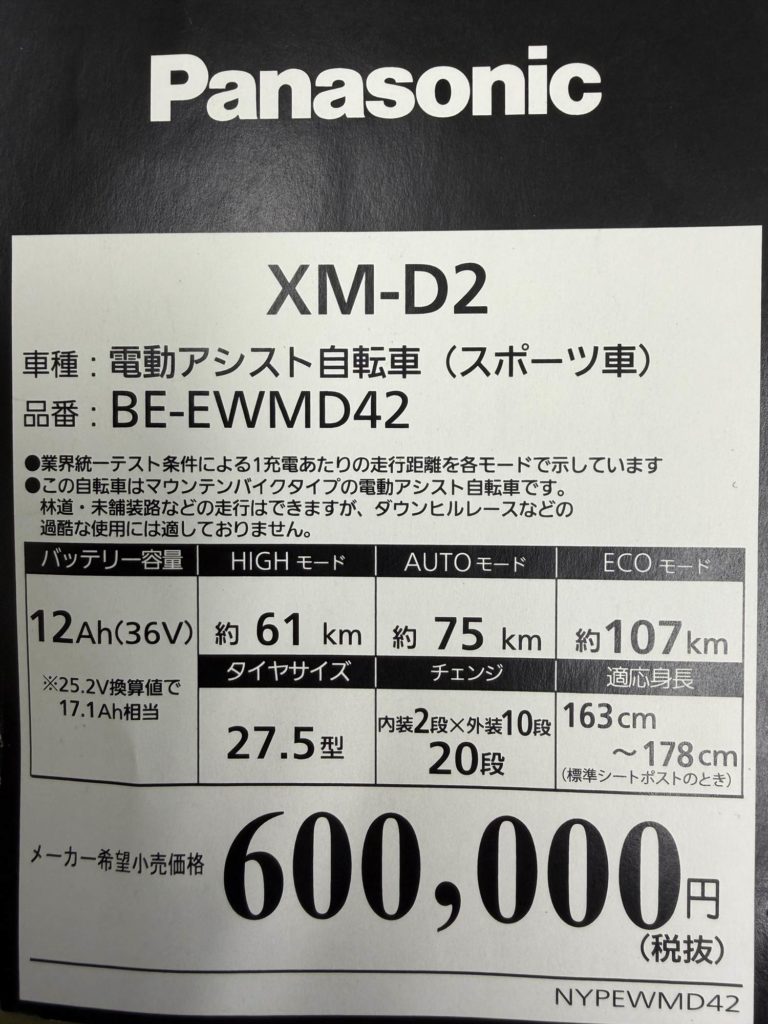 Panasonic
XM-D2
車種：電動アシスト自転車（スポーツ車）
品番：BE-EWMD42
●業界統一テスト条件による1充電あたりの走行距離を各モードで示しています
●この自転車はマウンテンバイクタイプの電動アシスト自転車です。
林道・未舗装路などの走行はできますが、ダウンヒルレースなどの
過酷な使用には適しておりません。
バッテリー容量 HIGHモード AUTOモード ECOモード
12Ah(36V) 約 61 km 約 75 km 約107km
※25.2V換算値で
17.1Ah相当
タイヤサイズ チェンジ 適応身長
27.5型
内装2段×外装10段
20段
163cm
～178cm
(標準シートポストのとき)
メーカー希望小売価格 600,000円
（税抜）
NYPEWMD42